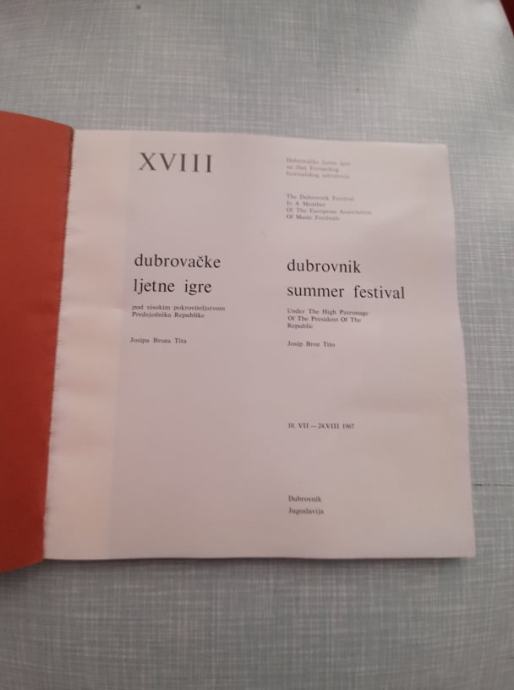 XVIII
Dubrovačke ljetne igre
su član Evropskog
festivalskog udruženja
The Dubrovnik Festival
Is A Member
Of The European Association
Of Music Festivals
dubrovačke
ljetne igre
pod visokim pokroviteljstvom
Predsjednika Republike
Josipa Broza Tita
dubrovnik
summer festival
Under The High Patronage
Of The President Of The
Republic
Josip Broz Tito
10. VII — 24.VIII 1967
Dubrovnik
Jugoslavija